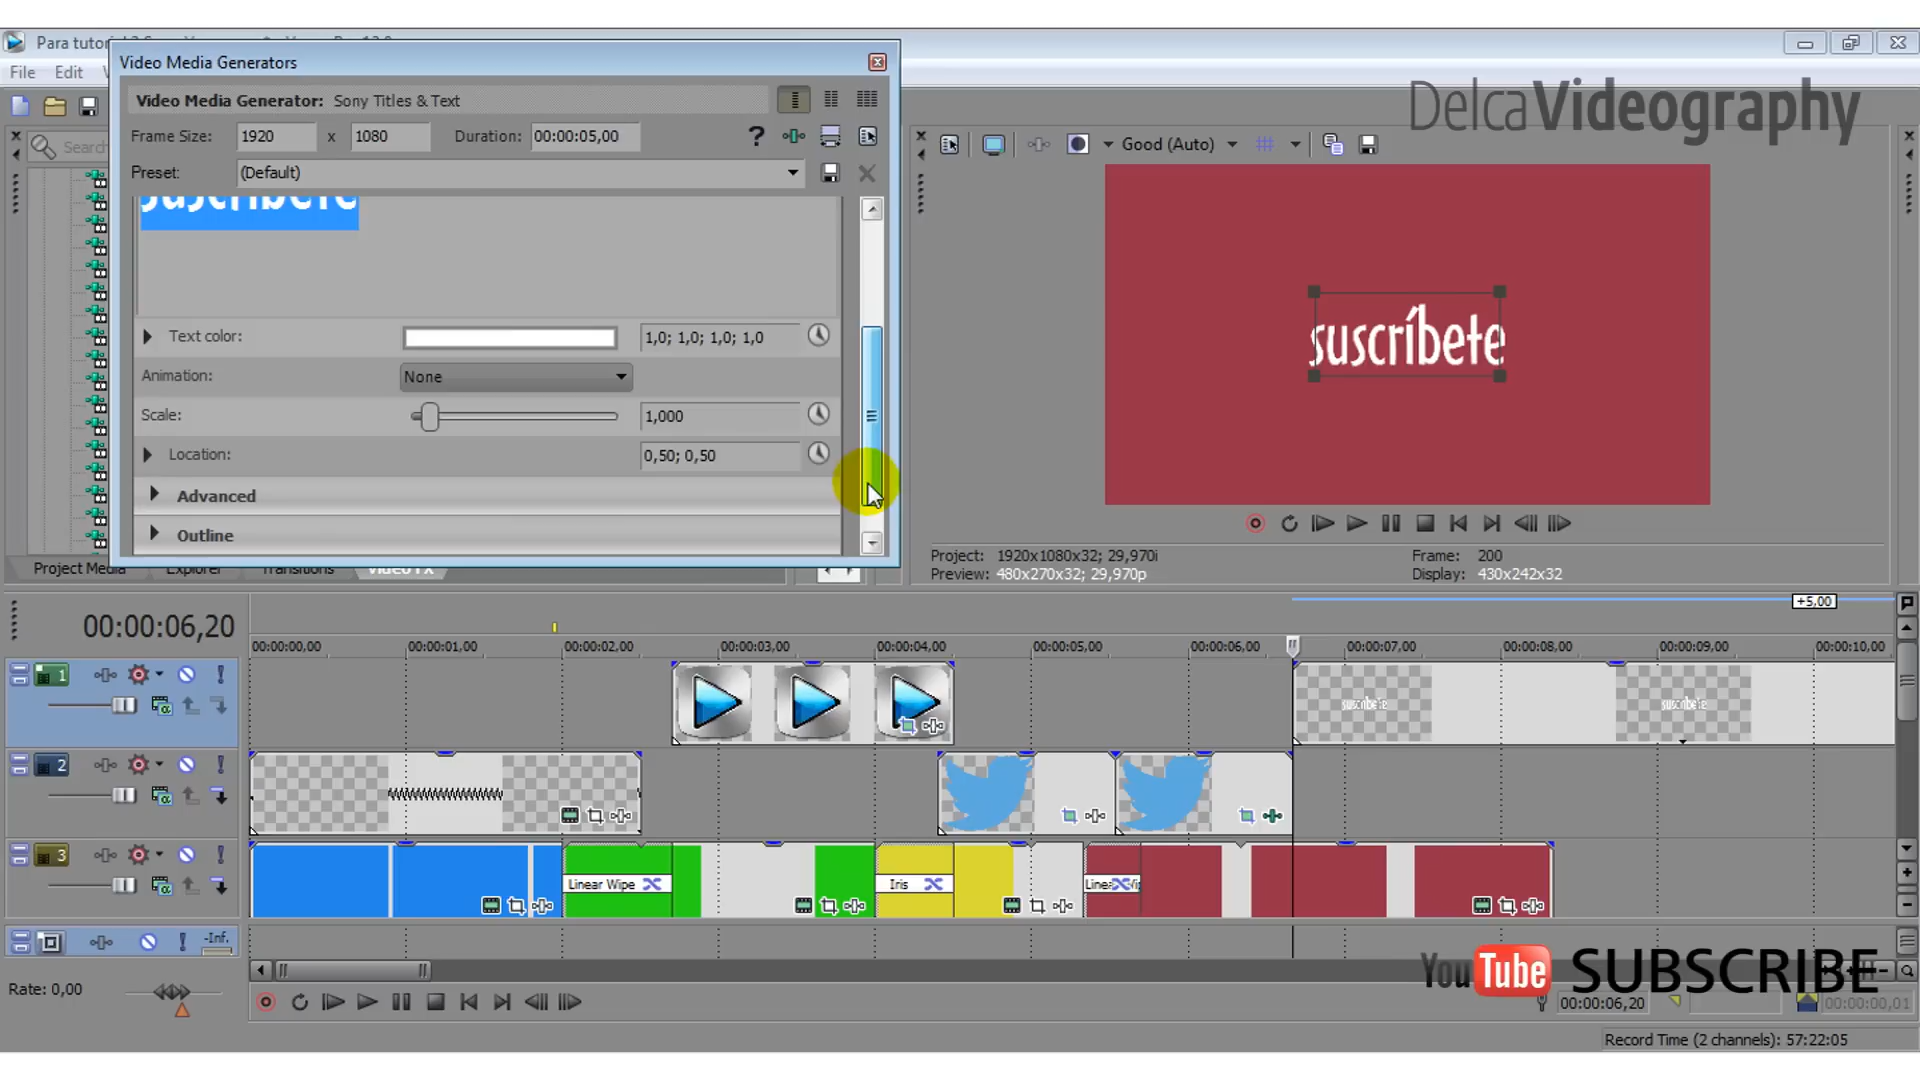 Para tutori
Video Media Generators
File Edit
DelcaVideography
Video Media Generator: Sony Titles & Text
Frame Size: 1920 x 1080 Duration: 00:00:05,00
Preset: (Default)
Search
Good (Auto)
suscríbete
suscríbete
Text color: 1,0; 1,0; 1,0; 1,0
Animation: None
Scale: 1,000
Location: 0,50; 0,50
Advanced
Outline
Project Media Explorer Transitions Video FX
Project: 1920x1080x32; 29,970i Frame: 200
Preview: 480x270x32; 29,970p Display: 430x242x32
+5,00
00:00:06,20
00:00:00,00 00:00:01,00 00:00:02,00 00:00:03,00 00:00:04,00 00:00:05,00 00:00:06,00 00:00:07,00 00:00:08,00 00:00:09,00 00:00:10,00
1
suscríbete suscríbete
2
3
Linear Wipe Iris
-Inf.
YouTube SUBSCRIBE
Rate: 0,00
00:00:06,20 00:00:00,01
Record Time (2 channels): 57:22:05